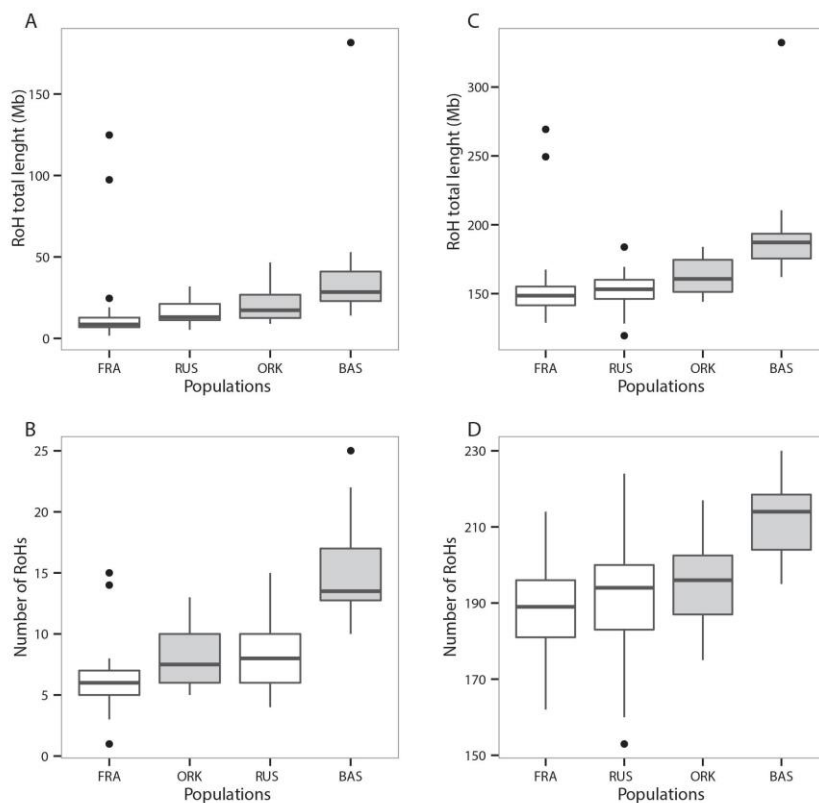 A
RoH total lenght (Mb)
150
100
50
0
FRA RUS ORK BAS
Populations
C
RoH total lenght (Mb)
300
250
200
150
FRA RUS ORK BAS
Populations
B
Number of RoHs
25
20
15
10
5
0
FRA ORK RUS BAS
Populations
D
Number of RoHs
230
210
190
170
150
FRA RUS ORK BAS
Populations